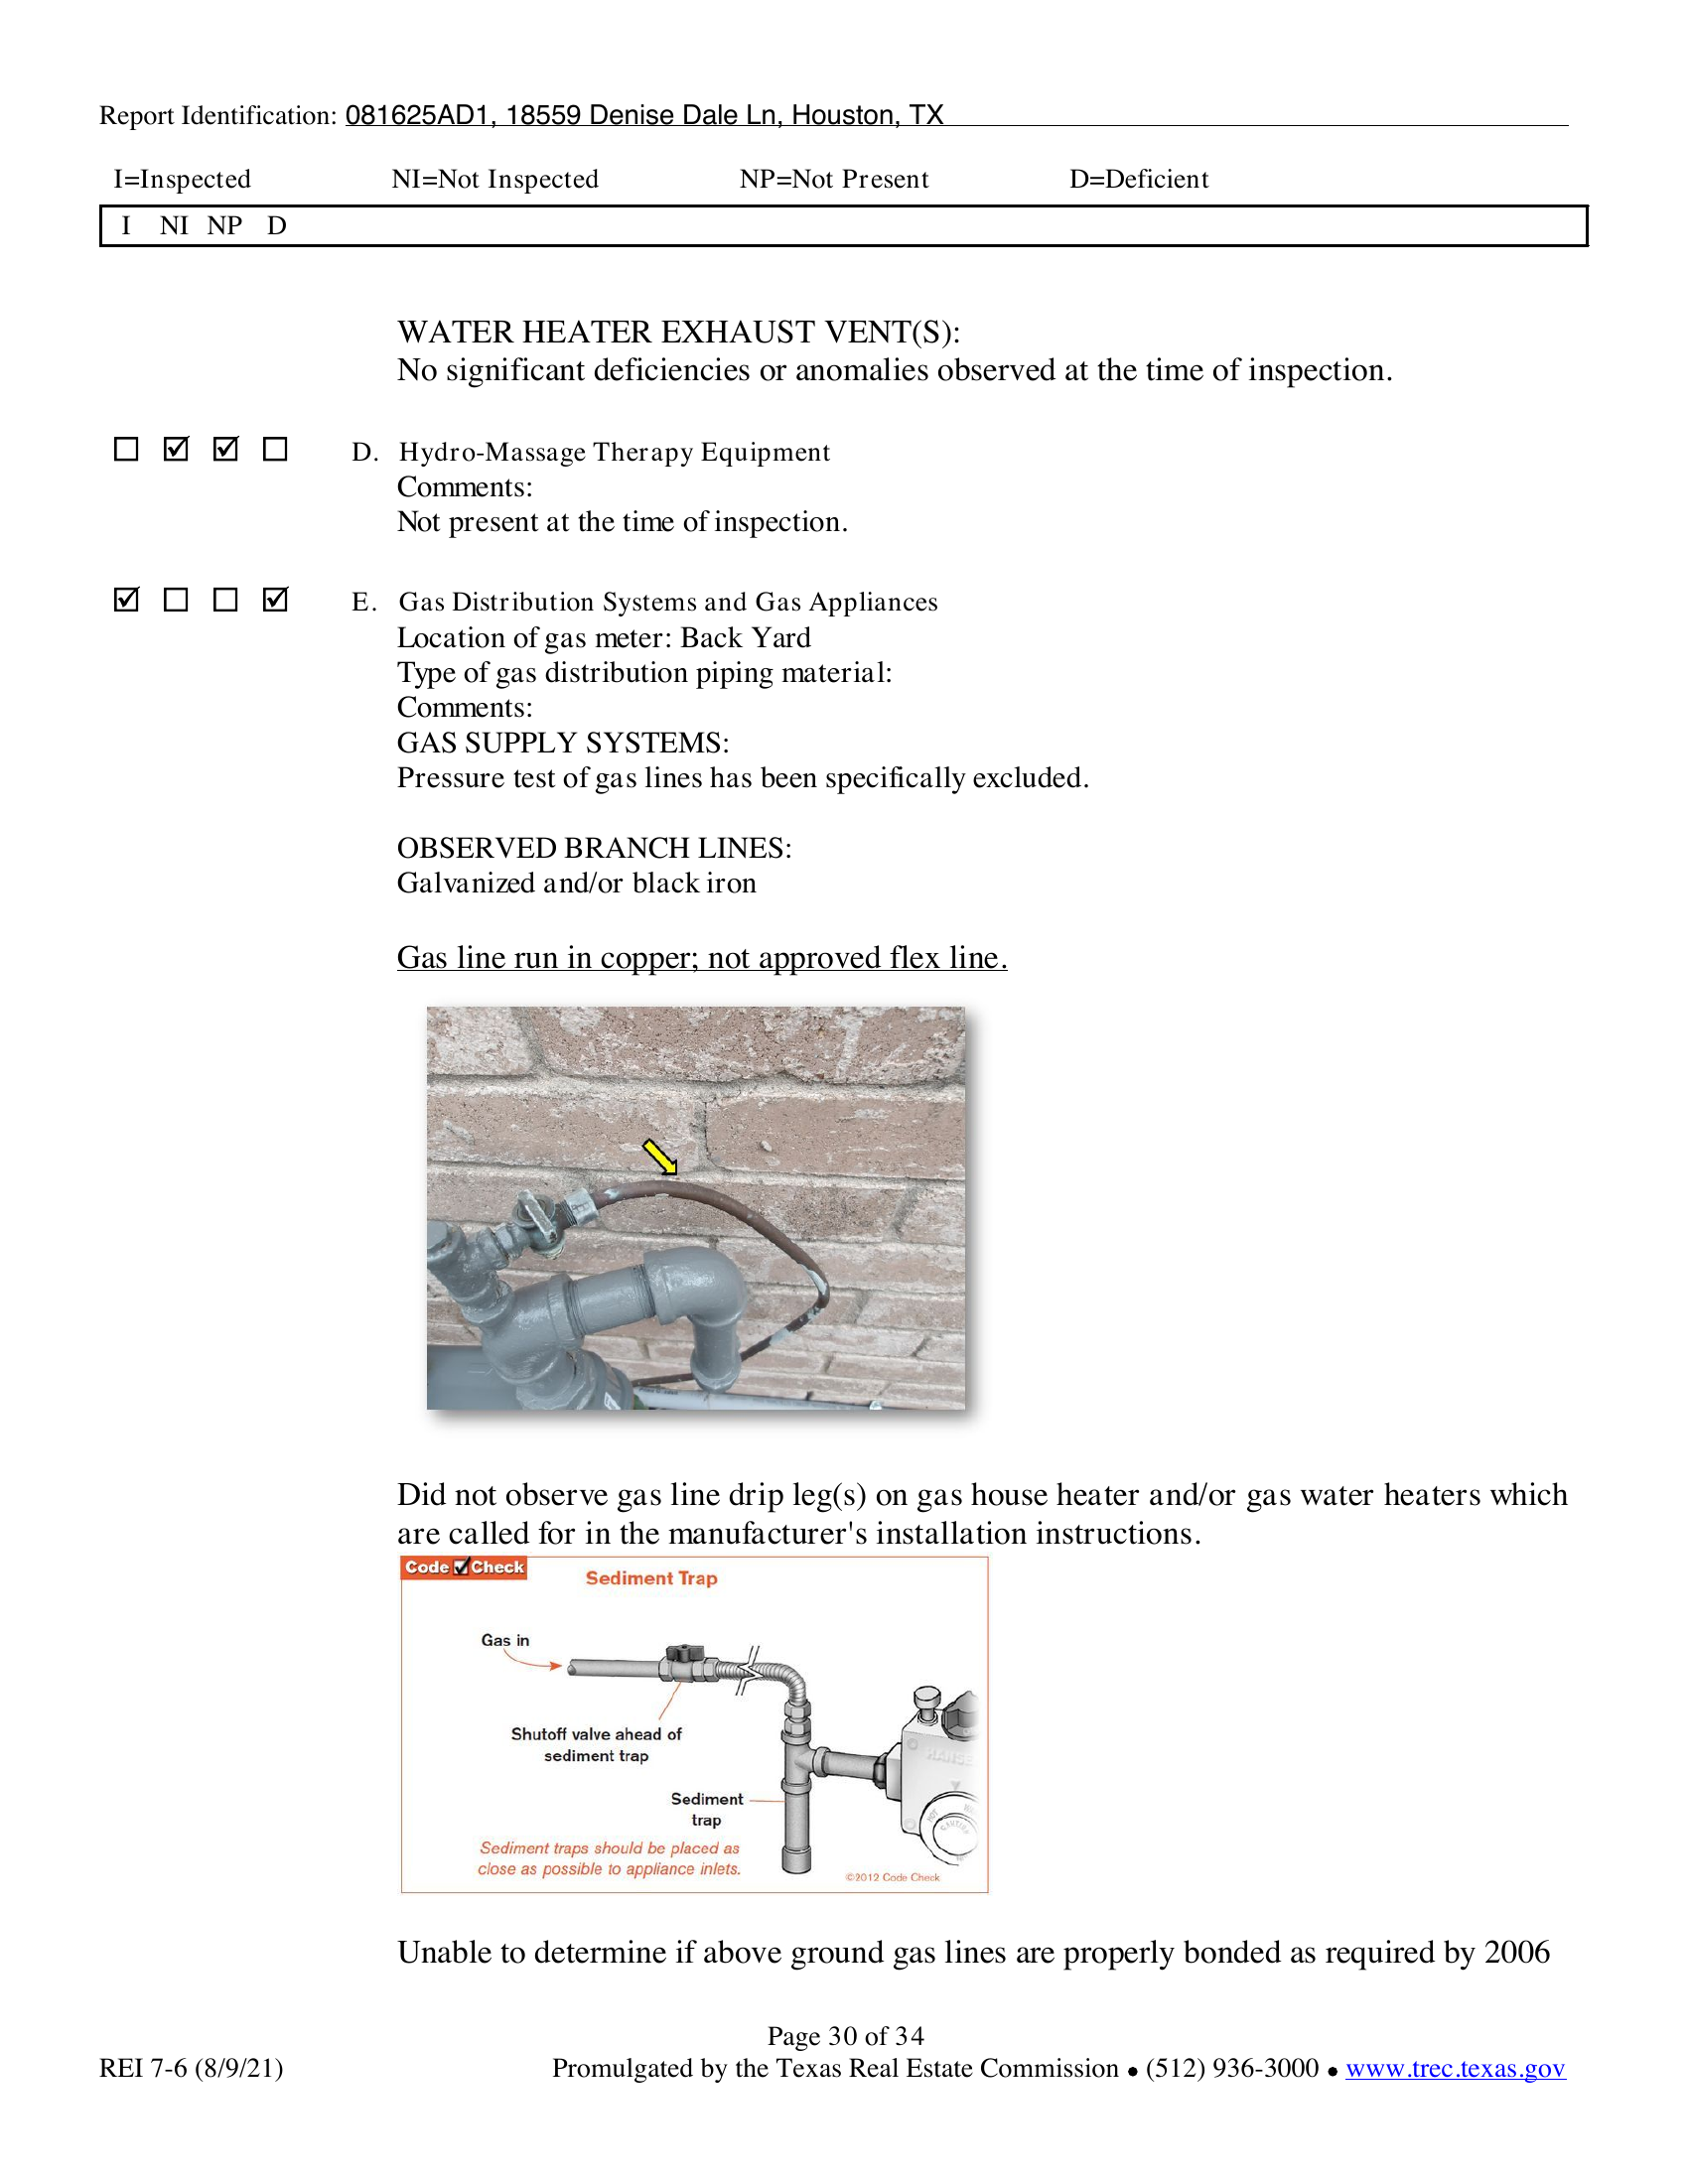 Report Identification: 081625AD1, 18559 Denise Dale Ln, Houston, TX
I=Inspected NI=Not Inspected NP=Not Present D=Deficient
I NI NP D
WATER HEATER EXHAUST VENT(S):
No significant deficiencies or anomalies observed at the time of inspection.
☐ ☑ ☑ ☐ D. Hydro-Massage Therapy Equipment
Comments:
Not present at the time of inspection.
☑ ☐ ☐ ☑ E. Gas Distribution Systems and Gas Appliances
Location of gas meter: Back Yard
Type of gas distribution piping material:
Comments:
GAS SUPPLY SYSTEMS:
Pressure test of gas lines has been specifically excluded.
OBSERVED BRANCH LINES:
Galvanized and/or black iron
Gas line run in copper; not approved flex line.
Did not observe gas line drip leg(s) on gas house heater and/or gas water heaters which
are called for in the manufacturer's installation instructions.
Code Check
Sediment Trap
Gas in
Shutoff valve ahead of
sediment trap
Sediment
trap
Sediment traps should be placed as
close as possible to appliance inlets.
HANSE
HOT
CAUTION
©2012 Code Check
Unable to determine if above ground gas lines are properly bonded as required by 2006
Page 30 of 34
REI 7-6 (8/9/21) Promulgated by the Texas Real Estate Commission ● (512) 936-3000 ● www.trec.texas.gov